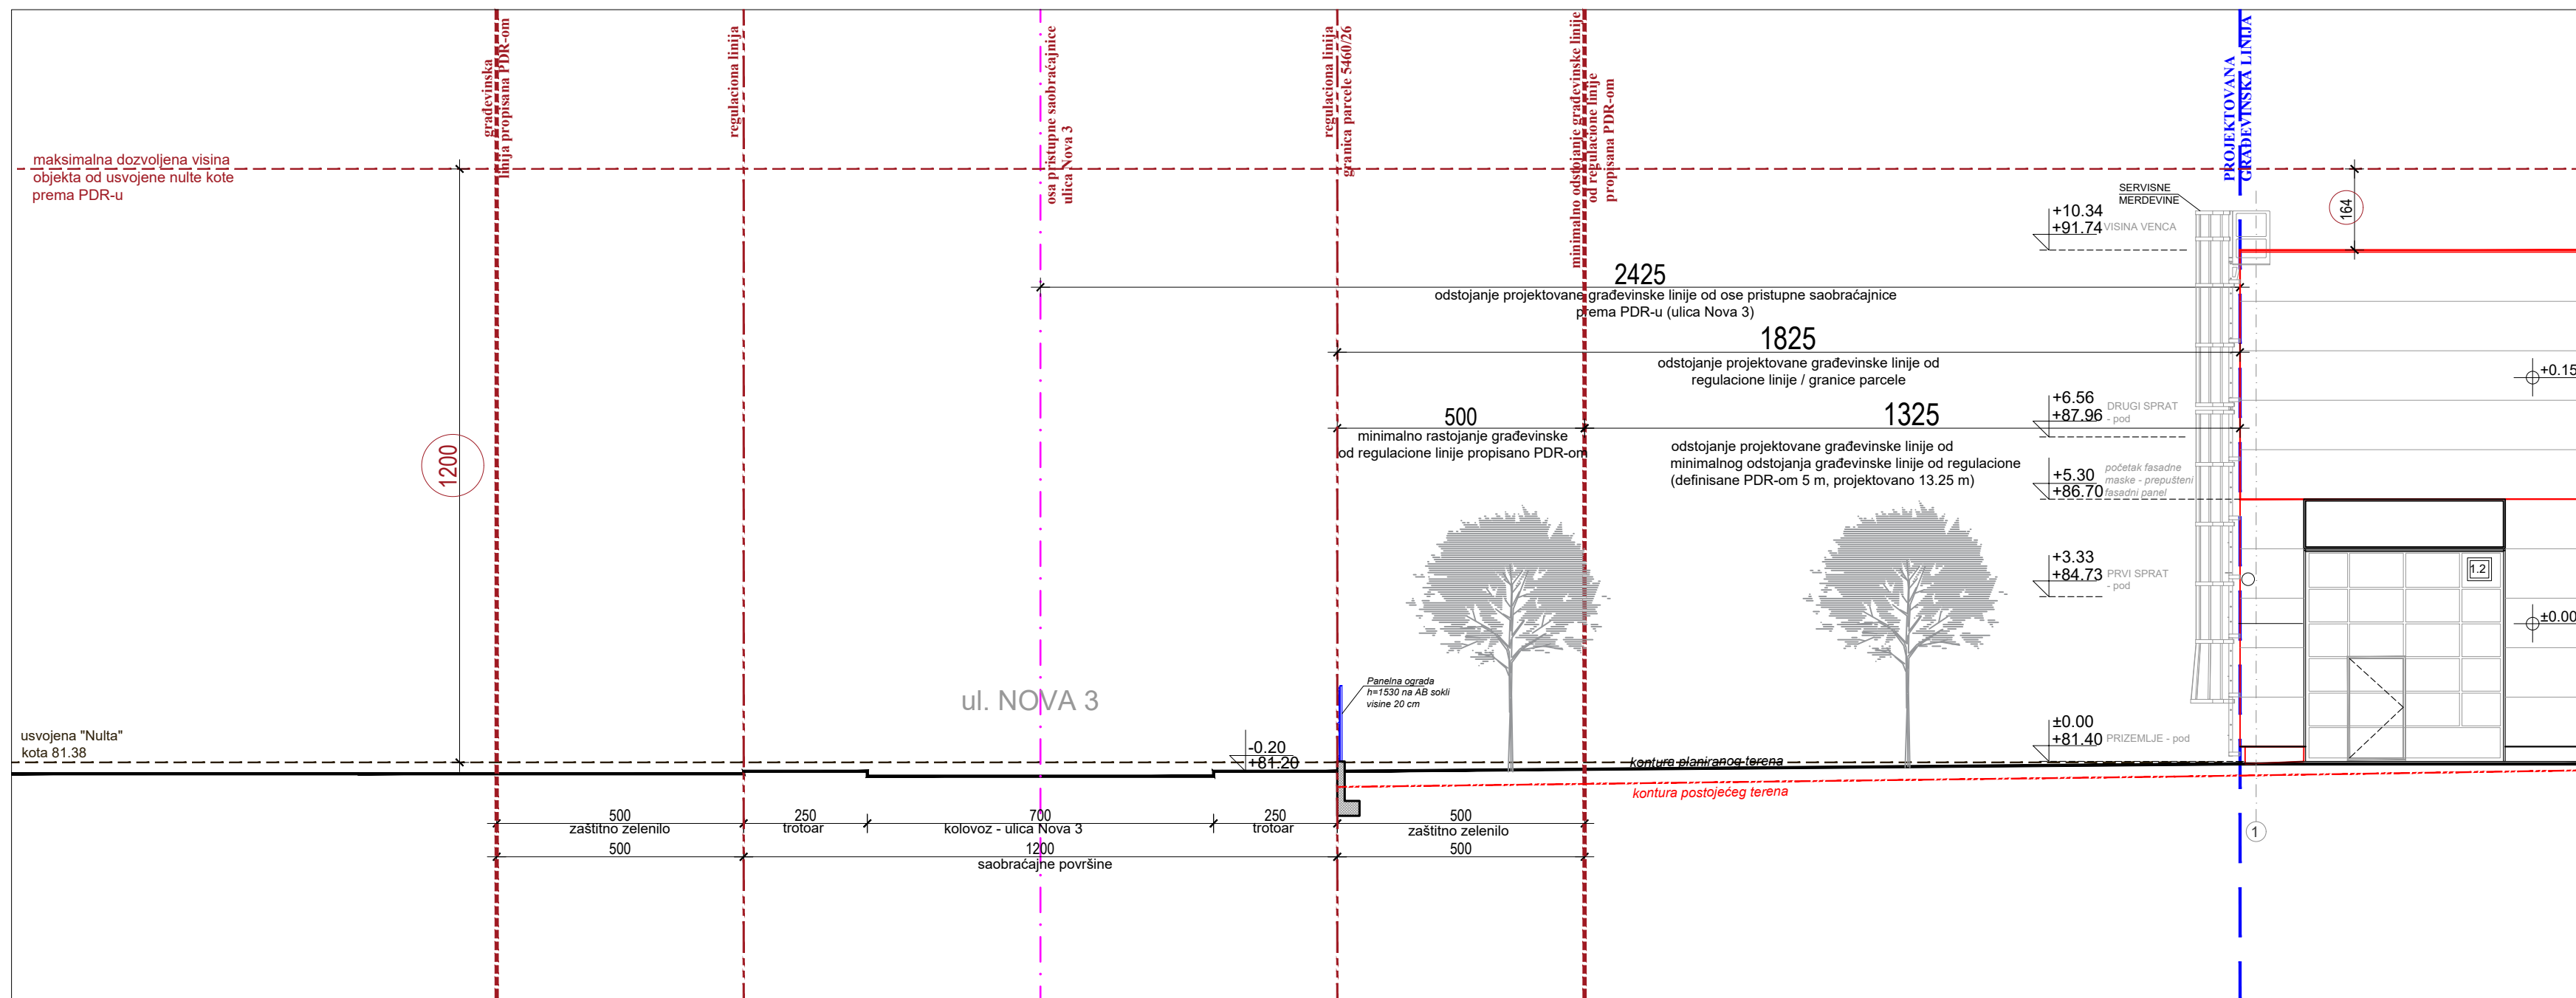 građevinska
linija propisana PDR-om
regulaciona linija
osa pristupne saobraćajnice
ulica Nova 3
regulaciona linija
granica parcele 5460/26
minimalno odstojanje građevinske linije
od regulacione linije
propisana PDR-om
PROJEKTOVANA
GRAĐEVINSKA LINIJA
maksimalna dozvoljena visina
objekta od usvojene nulte kote
prema PDR-u
SERVISNE
MERDEVINE
164
+10.34
+91.74 VISINA VENCA
2425
odstojanje projektovane građevinske linije od ose pristupne saobraćajnice
prema PDR-u (ulica Nova 3)
1825
odstojanje projektovane građevinske linije od
regulacione linije / granice parcele
+0.15
+6.56
+87.96 DRUGI SPRAT
- pod
500
minimalno rastojanje građevinske
od regulacione linije propisano PDR-om
1325
odstojanje projektovane građevinske linije od
minimalnog odstojanja građevinske linije od regulacione
(definisane PDR-om 5 m, projektovano 13.25 m)
1200
+5.30
+86.70
početak fasadne
maske - prepušteni
fasadni panel
+3.33
+84.73 PRVI SPRAT
- pod
1.2
±0.00
ul. NOVA 3
Panelna ograda
h=1530 na AB sokli
visine 20 cm
usvojena "Nulta"
kota 81.38
-0.20
+81.20
±0.00
+81.40 PRIZEMLJE - pod
kontura planiranog terena
kontura postojećeg terena
500
zaštitno zelenilo
250
trotoar
700
kolovoz - ulica Nova 3
250
trotoar
500
zaštitno zelenilo
1
500
1200
saobraćajne površine
500